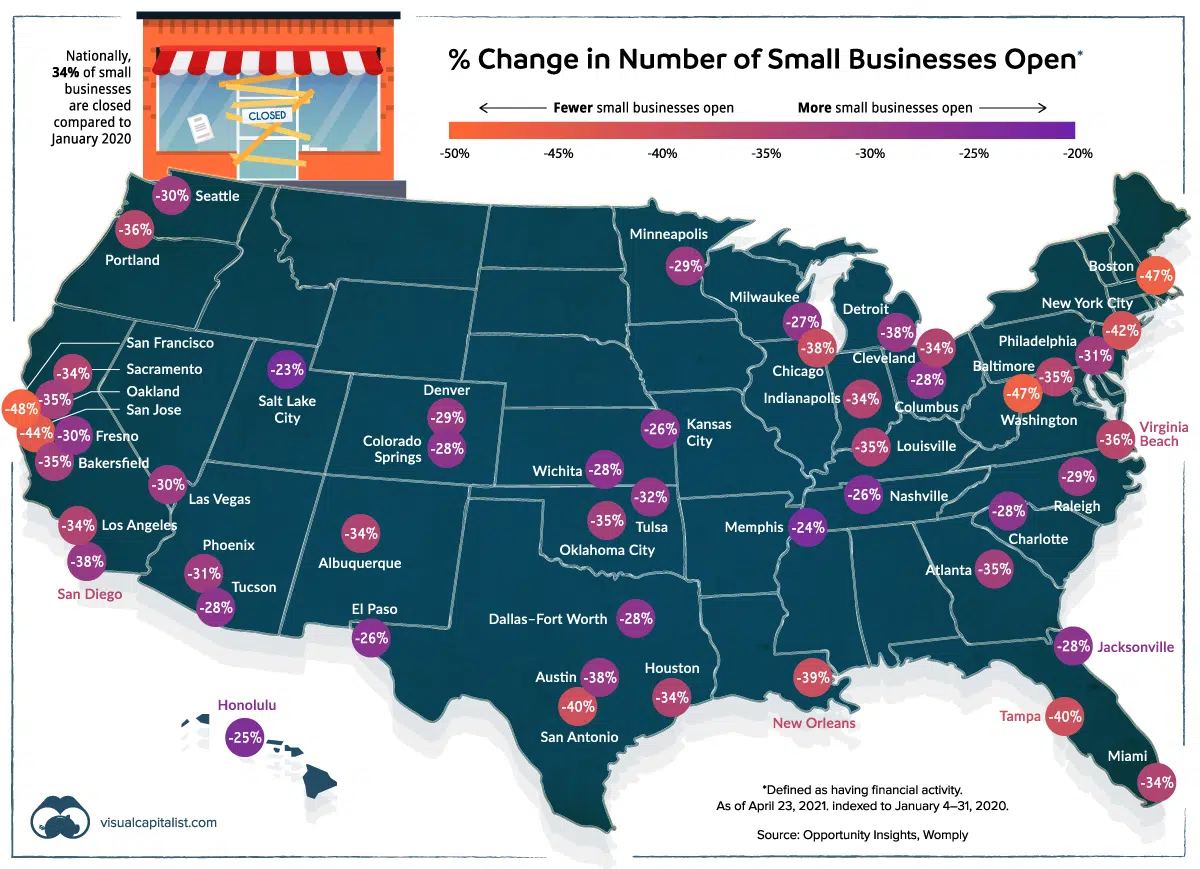 Nationally,
34% of small
businesses
are closed
compared to
January 2020
CLOSED
% Change in Number of Small Businesses Open*
Fewer small businesses open
More small businesses open
-50%
-45%
-40%
-35%
-30%
-25%
-20%
-30% Seattle
-36%
Portland
San Francisco
-48%
Sacramento
-34%
Oakland
-35%
San Jose
-44%
-30% Fresno
-35% Bakersfield
-30%
Las Vegas
-34% Los Angeles
-38%
San Diego
-23%
Salt Lake
City
Phoenix
-31%
Tucson
-28%
Denver
-29%
Colorado
Springs
-28%
-34%
Albuquerque
El Paso
-26%
Minneapolis
-29%
Milwaukee
-27%
Chicago
-38%
Detroit
-38%
Cleveland
-34%
-28%
Columbus
Indianapolis -34%
-35% Louisville
-26% Kansas
City
Wichita -28%
-32%
Tulsa
-35%
Oklahoma City
-26% Nashville
Memphis -24%
Dallas–Fort Worth -28%
Austin -38%
-40%
San Antonio
Houston
-34%
-39%
New Orleans
Boston -47%
New York City
-42%
Philadelphia
-31%
Baltimore
-35%
-47%
Washington
-36% Virginia
Beach
-29%
Raleigh
-28%
Charlotte
Atlanta -35%
-28% Jacksonville
Tampa -40%
Miami
-34%
Honolulu
-25%
*Defined as having financial activity.
As of April 23, 2021. indexed to January 4–31, 2020.
Source: Opportunity Insights, Womply
visualcapitalist.com